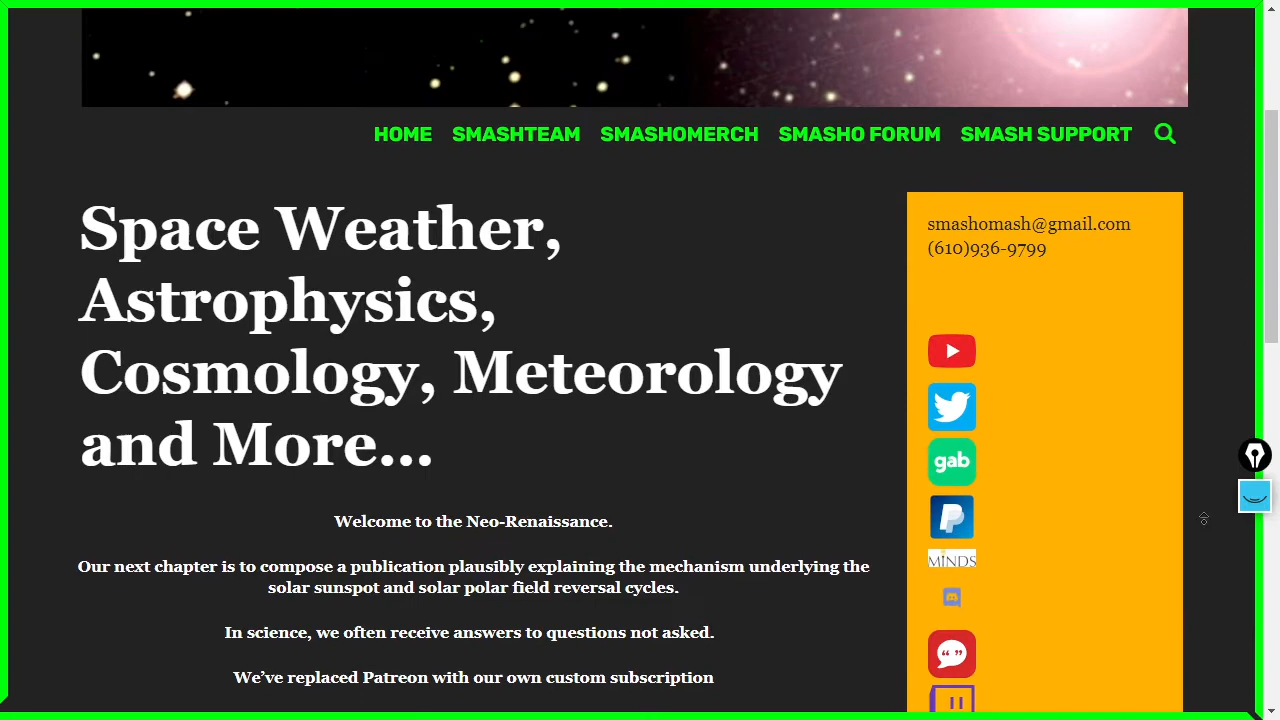 HOME SMASHTEAM SMASHOMERCH SMASHO FORUM SMASH SUPPORT
Space Weather,
Astrophysics,
Cosmology, Meteorology
and More...
Welcome to the Neo-Renaissance.
Our next chapter is to compose a publication plausibly explaining the mechanism underlying the
solar sunspot and solar polar field reversal cycles.
In science, we often receive answers to questions not asked.
We’ve replaced Patreon with our own custom subscription
smashomash@gmail.com
(610)936-9799
gab
MINDS